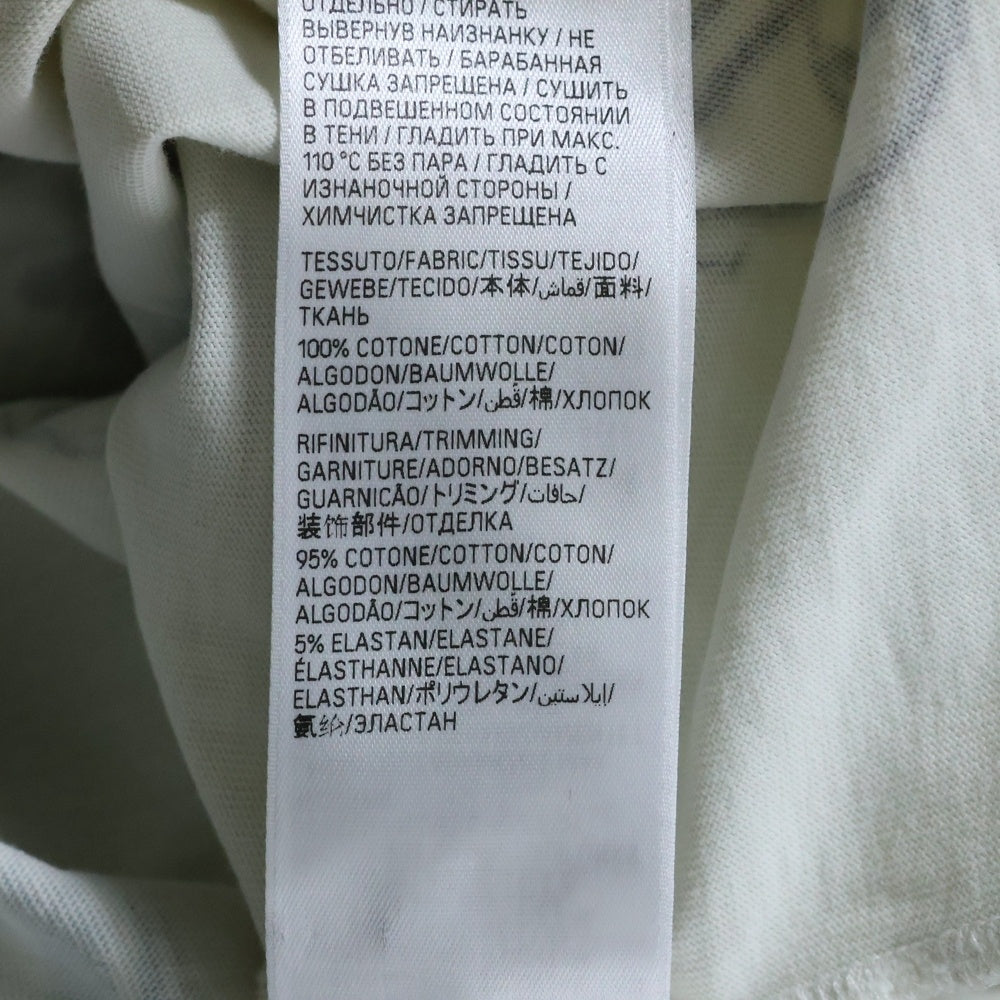 ОТДЕЛЬНО / СТИРАТЬ
ВЫВЕРНУВ НАИЗНАНКУ / НЕ
ОТБЕЛИВАТЬ / БАРАБАННАЯ
СУШКА ЗАПРЕЩЕНА / СУШИТЬ
В ПОДВЕШЕННОМ СОСТОЯНИИ
В ТЕНИ / ГЛАДИТЬ ПРИ МАКС.
110 °C БЕЗ ПАРА / ГЛАДИТЬ С
ИЗНАНОЧНОЙ СТОРОНЫ /
ХИМЧИСТКА ЗАПРЕЩЕНА
TESSUTO/FABRIC/TISSU/TEJIDO/
GEWEBE/TECIDO/本体/قماش/面料/
ТКАНЬ
100% COTONE/COTTON/COTON/
ALGODON/BAUMWOLLE/
ALGODÃO/コットン/قُطن/棉/ХЛОПОК
RIFINITURA/TRIMMING/
GARNITURE/ADORNO/BESATZ/
GUARNICÃO/トリミング/حافات/
装饰部件/ОТДЕЛКА
95% COTONE/COTTON/COTON/
ALGODON/BAUMWOLLE/
ALGODÃO/コットン/قُطن/棉/ХЛОПОК
5% ELASTAN/ELASTANE/
ÉLASTHANNE/ELASTANO/
ELASTHAN/ポリウレタン/إيلاستين/
氨纶/ЭЛАСТАН